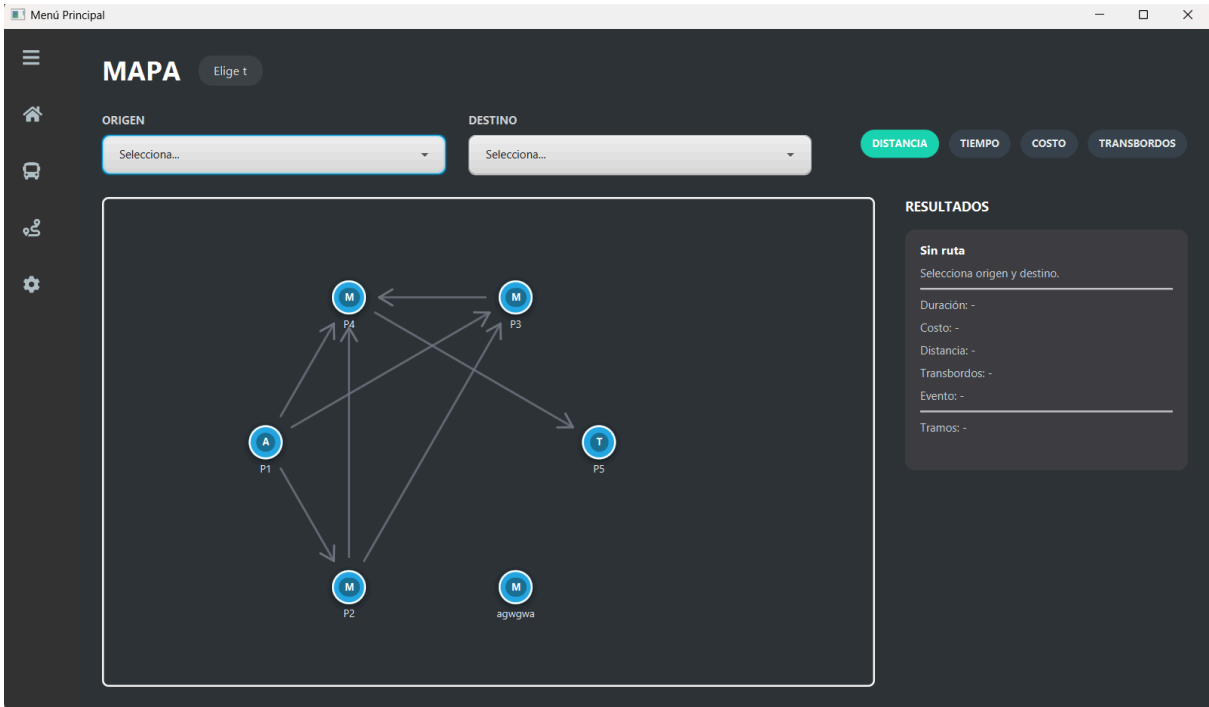 Menú Principal
MAPA
Elige t
ORIGEN
DESTINO
Selecciona...
Selecciona...
DISTANCIA
TIEMPO
COSTO
TRANSBORDOS
RESULTADOS
Sin ruta
Selecciona origen y destino.
Duración: -
Costo: -
Distancia: -
Transbordos: -
Evento: -
Tramos: -
M
P4
M
P3
A
P1
T
P5
M
P2
M
agwgwa